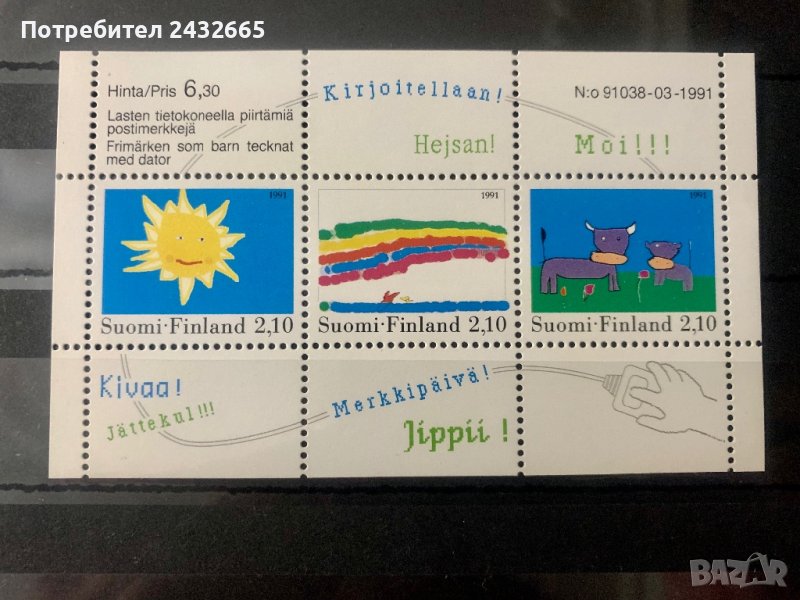 Потребител 2432665
Hinta/Pris 6,30
Lasten tietokoneella piirtämiä
postimerkkejä
Frimärken som barn tecknat
med dator
Kirjoitellaan!
Hejsan!
N:o 91038-03-1991
Moi!!!
1991
Suomi·Finland 2,10
1991
Suomi·Finland 2,10
1991
Suomi·Finland 2,10
Kivaa!
Jättekul!!!
Merkkipäivä!
Jippii!
BAZAR